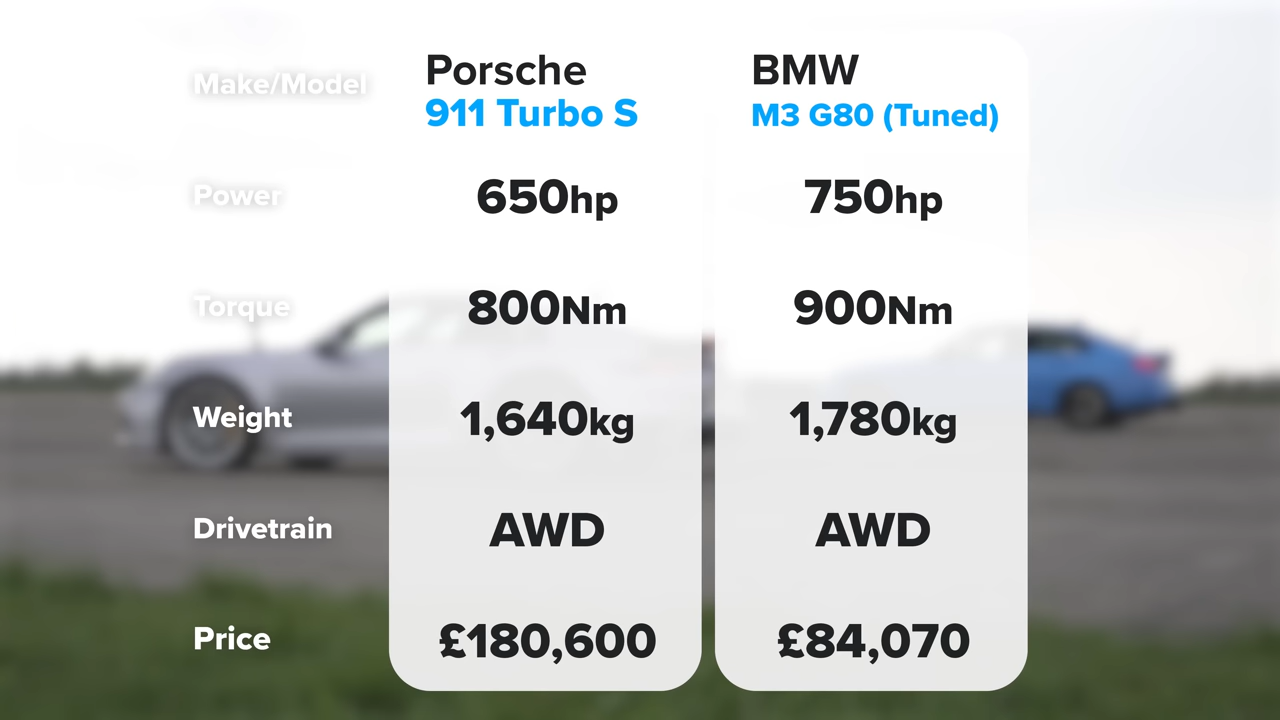 Make/Model
Porsche
911 Turbo S
BMW
M3 G80 (Tuned)
Power
650hp
750hp
Torque
800Nm
900Nm
Weight
1,640kg
1,780kg
Drivetrain
AWD
AWD
Price
£180,600
£84,070